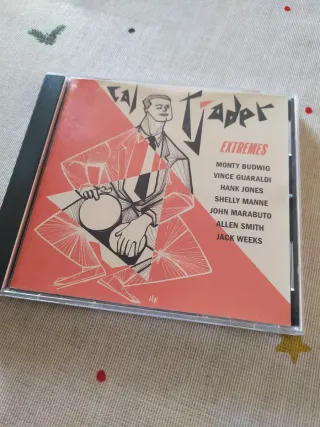 Cal Tjader
EXTREMES
MONTY BUDWIG
VINCE GUARALDI
HANK JONES
SHELLY MANNE
JOHN MARABUTO
ALLEN SMITH
JACK WEEKS